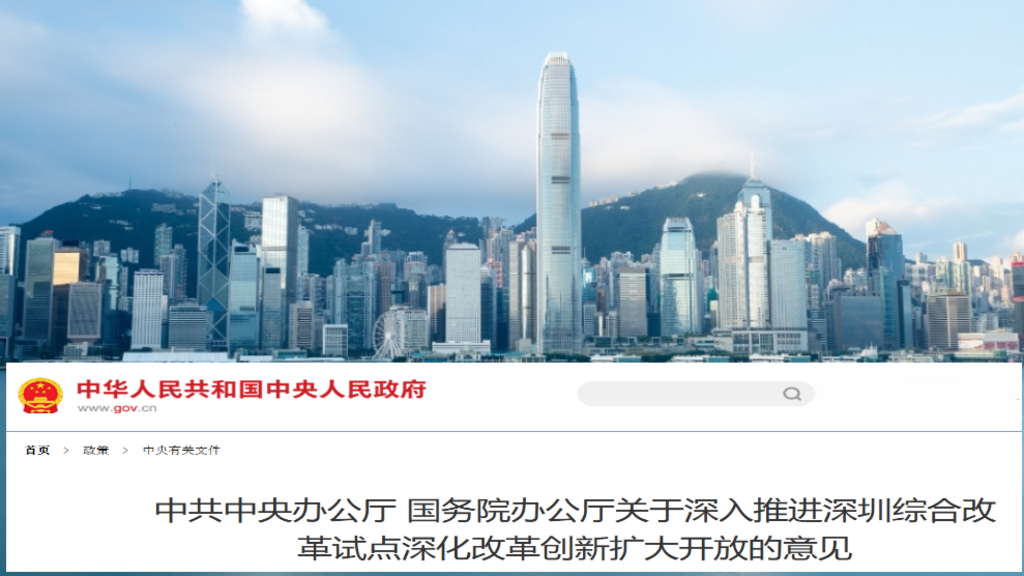 中华人民共和国中央人民政府
www.gov.cn
首页 > 政策 > 中央有关文件
中共中央办公厅 国务院办公厅关于深入推进深圳综合改
革试点深化改革创新扩大开放的意见